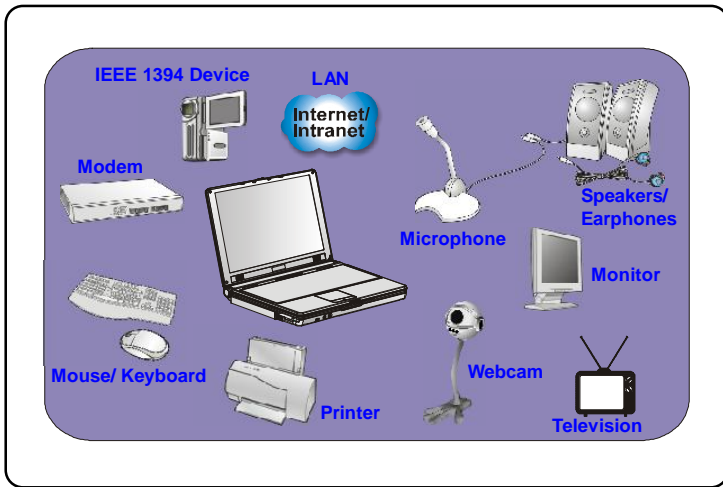 IEEE 1394 Device
LAN
Internet/
Intranet
Modem
Speakers/
Earphones
Microphone
Monitor
Mouse/ Keyboard
Webcam
Printer
Television